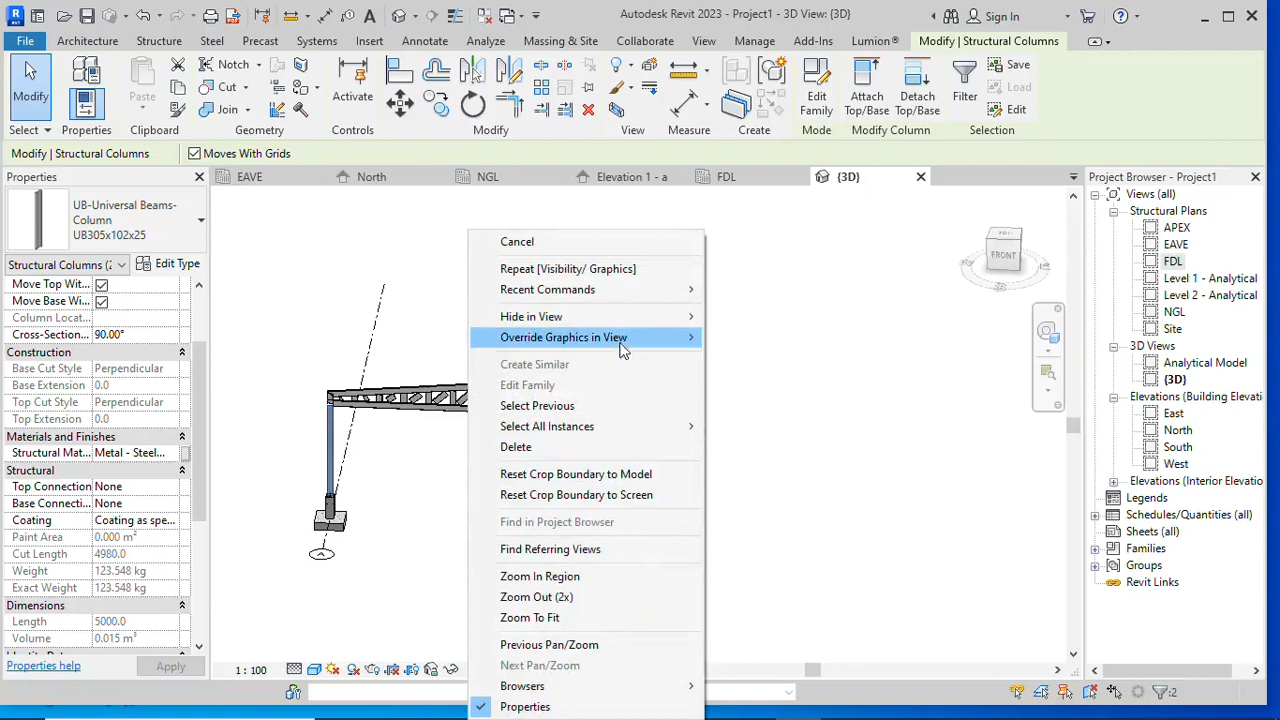 Autodesk Revit 2
- Project1 - 3D View: {3D}
Sign In
File
Architecture
Structure
Steel
Precast
Systems
Insert
Annotate
Analyze
Massing & Site
Collaborate
View
Manage
Add-Ins
Lumion®
Modify | Structural Columns
Modify
Select
Properties
Paste
Clipboard
Notch
Cut
Join
Geometry
Activate
Controls
Modify
View
Measure
Create
Edit
Family
Mode
Attach
Top/Base
Detach
Top/Base
Modify Column
Filter
Save
Load
Edit
Selection
Modify | Structural Columns
Moves With Grids
Properties
UB-Universal Beams-
Column
UB305x102x25
Structural Columns (2
Edit Type
Move Top Wit...
Move Base Wi...
Column Locat...
Cross-Section... 90.00°
Construction
Base Cut Style Perpendicular
Base Extension 0.0
Top Cut Style Perpendicular
Top Extension 0.0
Materials and Finishes
Structural Mat... Metal - Steel...
Structural
Top Connection None
Base Connecti... None
Coating Coating as spe...
Paint Area 0.000 m²
Cut Length 4980.0
Weight 123.548 kg
Exact Weight 123.548 kg
Dimensions
Length 5000.0
Volume 0.015 m³
Properties help
Apply
EAVE
North
NGL
Elevation 1 - a
FDL
{3D}
A
FRONT
Cancel
Repeat [Visibility/ Graphics]
Recent Commands
Hide in View
Override Graphics in View
Create Similar
Edit Family
Select Previous
Select All Instances
Delete
Reset Crop Boundary to Model
Reset Crop Boundary to Screen
Find in Project Browser
Find Referring Views
Zoom In Region
Zoom Out (2x)
Zoom To Fit
Previous Pan/Zoom
Next Pan/Zoom
Browsers
Properties
1 : 100
:2
Project Browser - Project1
Views (all)
Structural Plans
APEX
EAVE
FDL
Level 1 - Analytical
Level 2 - Analytical
NGL
Site
3D Views
Analytical Model
{3D}
Elevations (Building Elevati
East
North
South
West
Elevations (Interior Elevatio
Legends
Schedules/Quantities (all)
Sheets (all)
Families
Groups
Revit Links